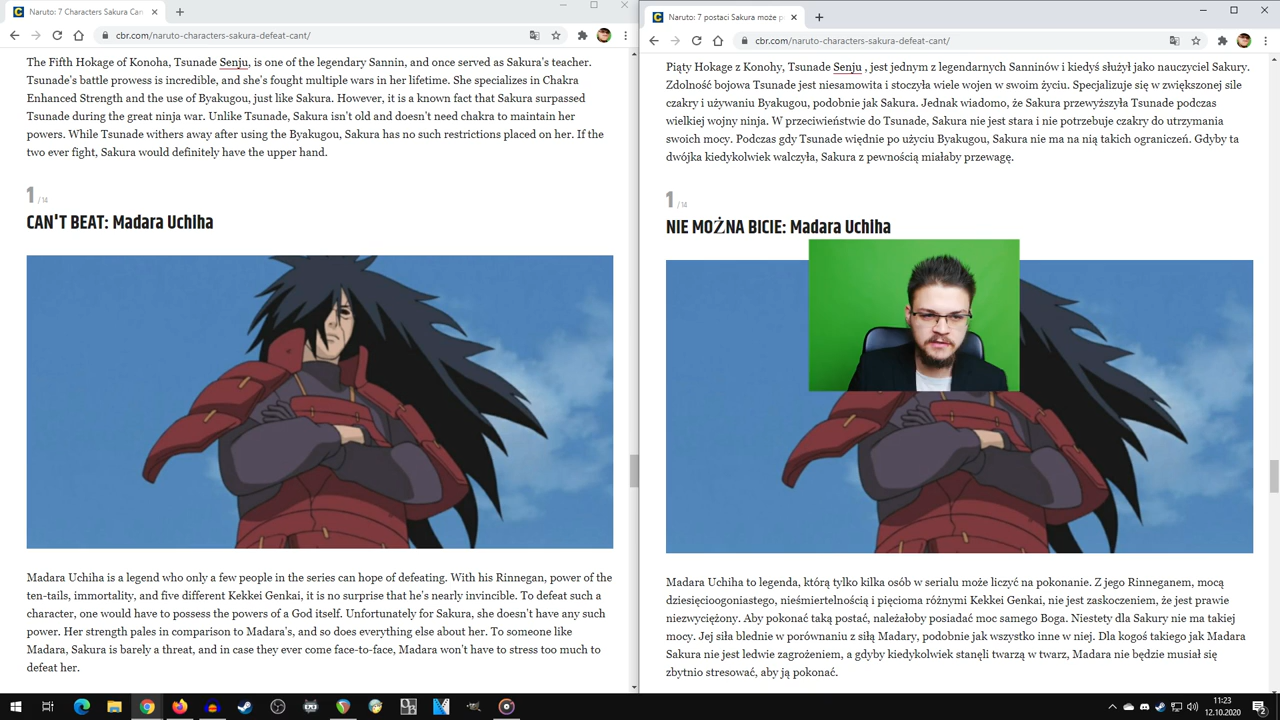 Naruto: 7 Characters Sakura Can
cbr.com/naruto-characters-sakura-defeat-cant/
The Fifth Hokage of Konoha, Tsunade Senju, is one of the legendary Sannin, and once served as Sakura's teacher.
Tsunade's battle prowess is incredible, and she's fought multiple wars in her lifetime. She specializes in Chakra
Enhanced Strength and the use of Byakugou, just like Sakura. However, it is a known fact that Sakura surpassed
Tsunade during the great ninja war. Unlike Tsunade, Sakura isn't old and doesn't need chakra to maintain her
powers. While Tsunade withers away after using the Byakugou, Sakura has no such restrictions placed on her. If the
two ever fight, Sakura would definitely have the upper hand.
1 / 14
CAN'T BEAT: Madara Uchiha
Madara Uchiha is a legend who only a few people in the series can hope of defeating. With his Rinnegan, power of the
ten-tails, immortality, and five different Kekkei Genkai, it is no surprise that he's nearly invincible. To defeat such a
character, one would have to possess the powers of a God itself. Unfortunately for Sakura, she doesn't have any such
power. Her strength pales in comparison to Madara's, and so does everything else about her. To someone like
Madara, Sakura is barely a threat, and in case they ever come face-to-face, Madara won't have to stress too much to
defeat her.
Naruto: 7 postaci Sakura może p
cbr.com/naruto-characters-sakura-defeat-cant/
Piąty Hokage z Konohy, Tsunade Senju , jest jednym z legendarnych Sanninów i kiedyś służył jako nauczyciel Sakury.
Zdolność bojowa Tsunade jest niesamowita i stoczyła wiele wojen w swoim życiu. Specjalizuje się w zwiększonej sile
czakry i używaniu Byakugou, podobnie jak Sakura. Jednak wiadomo, że Sakura przewyższyła Tsunade podczas
wielkiej wojny ninja. W przeciwieństwie do Tsunade, Sakura nie jest stara i nie potrzebuje czakry do utrzymania
swoich mocy. Podczas gdy Tsunade więdnie po użyciu Byakugou, Sakura nie ma na nią takich ograniczeń. Gdyby ta
dwójka kiedykolwiek walczyła, Sakura z pewnością miałaby przewagę.
1 / 14
NIE MOŻNA BICIE: Madara Uchiha
Madara Uchiha to legenda, którą tylko kilka osób w serialu może liczyć na pokonanie. Z jego Rinneganem, mocą
dziesięcioogoniastego, nieśmiertelnością i pięcioma różnymi Kekkei Genkai, nie jest zaskoczeniem, że jest prawie
niezwyciężony. Aby pokonać taką postać, należałoby posiadać moc samego Boga. Niestety dla Sakury nie ma takiej
mocy. Jej siła blednie w porównaniu z siłą Madary, podobnie jak wszystko inne w niej. Dla kogoś takiego jak Madara
Sakura nie jest ledwie zagrożeniem, a gdyby kiedykolwiek stanęli twarzą w twarz, Madara nie będzie musiał się
zbytnio stresować, aby ją pokonać.
11:23
12.10.2020
2